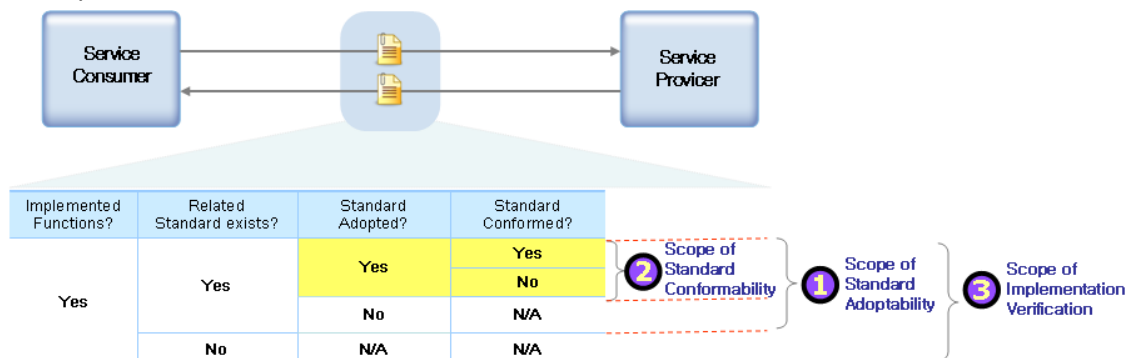 Service
Consumer
Service
Provicer
Implemented
Functions?
Related
Standard exists?
Standard
Adopted?
Standard
Conformed?
Yes
Yes
Yes
Yes
No
No
N/A
No
N/A
N/A
2
Scope of
Standard
Conformability
1
Scope of
Standard
Adoptability
3
Scope of
Implementation
Verification